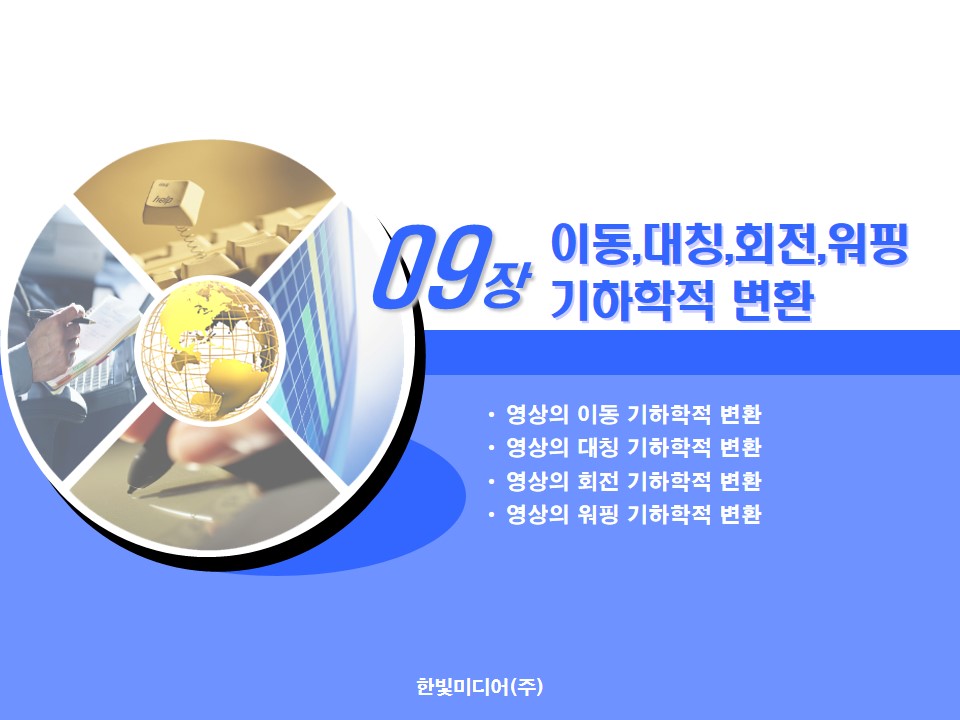 help
09장
이동,대칭,회전,워핑
기하학적 변환
• 영상의 이동 기하학적 변환
• 영상의 대칭 기하학적 변환
• 영상의 회전 기하학적 변환
• 영상의 워핑 기하학적 변환
한빛미디어(주)